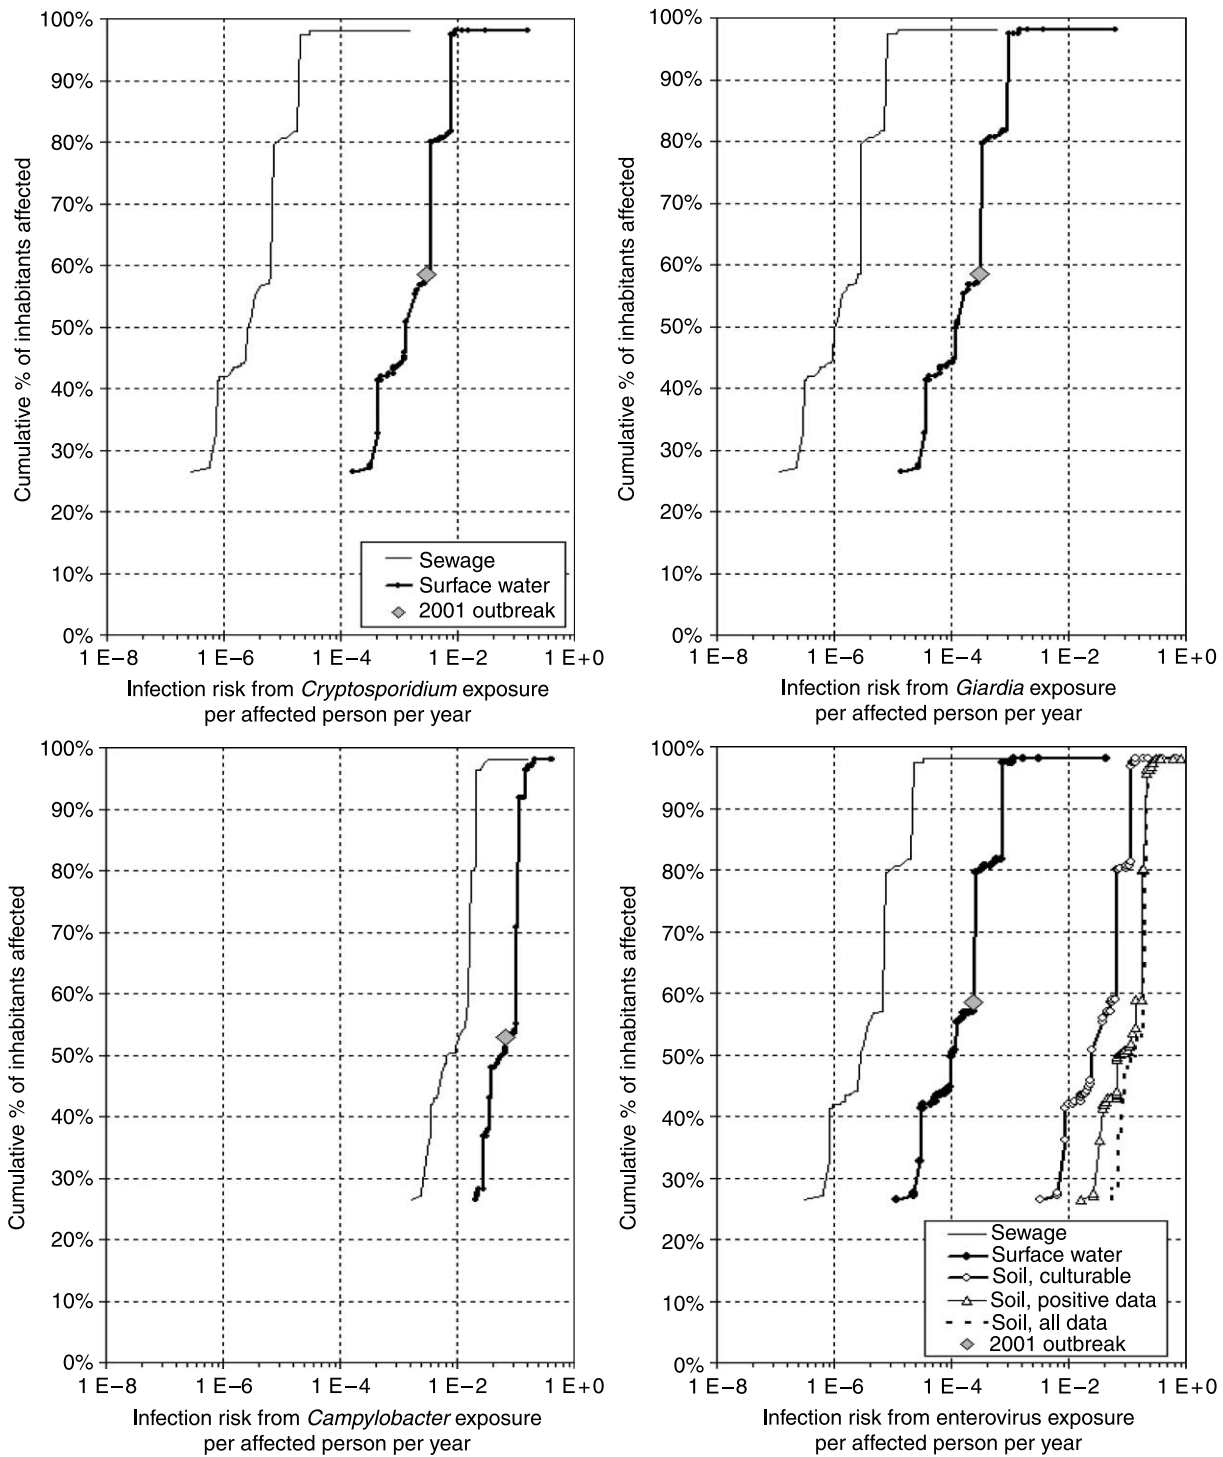 100%
90%
80%
70%
60%
50%
40%
30%
20%
10%
0%
Cumulative % of inhabitants affected
Sewage
Surface water
2001 outbreak
1 E−8
1 E−6
1 E−4
1 E−2
1 E+0
Infection risk from Cryptosporidium exposure
per affected person per year
100%
90%
80%
70%
60%
50%
40%
30%
20%
10%
0%
Cumulative % of inhabitants affected
1 E−8
1 E−6
1 E−4
1 E−2
1 E+0
Infection risk from Giardia exposure
per affected person per year
100%
90%
80%
70%
60%
50%
40%
30%
20%
10%
0%
Cumulative % of inhabitants affected
1 E−8
1 E−6
1 E−4
1 E−2
1 E+0
Infection risk from Campylobacter exposure
per affected person per year
100%
90%
80%
70%
60%
50%
40%
30%
20%
10%
0%
Cumulative % of inhabitants affected
Sewage
Surface water
Soil, culturable
Soil, positive data
Soil, all data
2001 outbreak
1 E−8
1 E−6
1 E−4
1 E−2
1 E+0
Infection risk from enterovirus exposure
per affected person per year